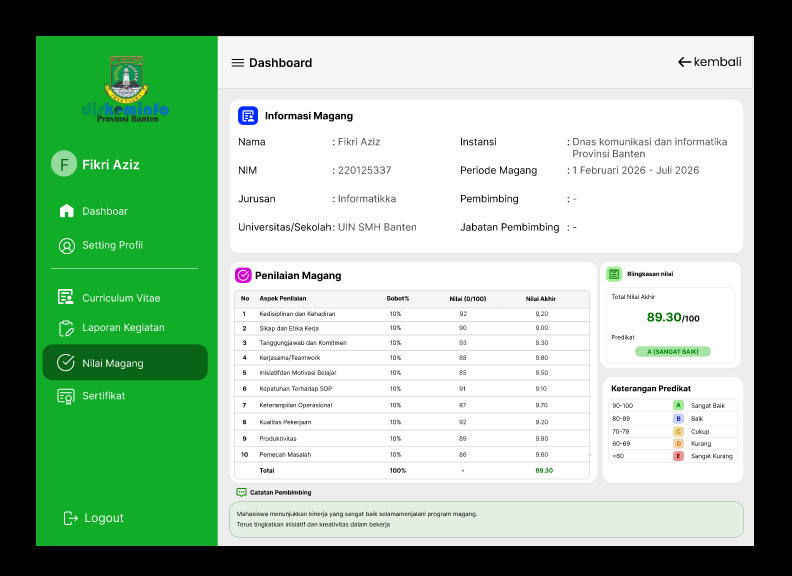 diskominfo
Provinsi Banten
F
Fikri Aziz
Dashboar
Setting Profil
Curriculum Vitae
Laporan Kegiatan
Nilai Magang
Sertifikat
Logout
Dashboard
kembali
Informasi Magang
Nama : Fikri Aziz
NIM : 220125337
Jurusan : Informatikka
Universitas/Sekolah: UIN SMH Banten
Instansi : Dnas komunikasi dan informatika
Provinsi Banten
Periode Magang : 1 Februari 2026 - Juli 2026
Pembimbing : -
Jabatan Pembimbing : -
Penilaian Magang
No Aspek Penilaian Bobot% Nilai (0/100) Nilai Akhir
1 Kedisiplinan dan Kehadiran 10% 92 9.20
2 Sikap dan Etika Kerja 10% 90 9.00
3 Tanggungjawab dan Komitmen 10% 93 9.30
4 Kerjasama/Teamwork 10% 88 9.80
5 Inisiatifdan Motivasi Belajar 10% 85 9.50
6 Kepatuhan Terhadap SOP 10% 91 9.10
7 Keterampilan Operasional 10% 87 9.70
8 Kualitas Pekerjaan 10% 92 9.20
9 Produktivitas 10% 89 9.90
10 Pemecah Masalah 10% 86 9.60
Total 100% - 89.30
Riingkasan nilai
Total Nilai Akhir
89.30/100
Predikat
A (SANGAT BAIK)
Keterangan Predikat
90-100 A Sangat Baik
80-89 B Baik
70-79 C Cukup
60-69 D Kurang
<60 E Sangat Kurang
Catatan Pembimbing
Mahasiswa menunjukkan kinerja yang sangat baik selamamenjalani program magang.
Terus tingkatkan inisiatif dan kreativitas dalam bekerja